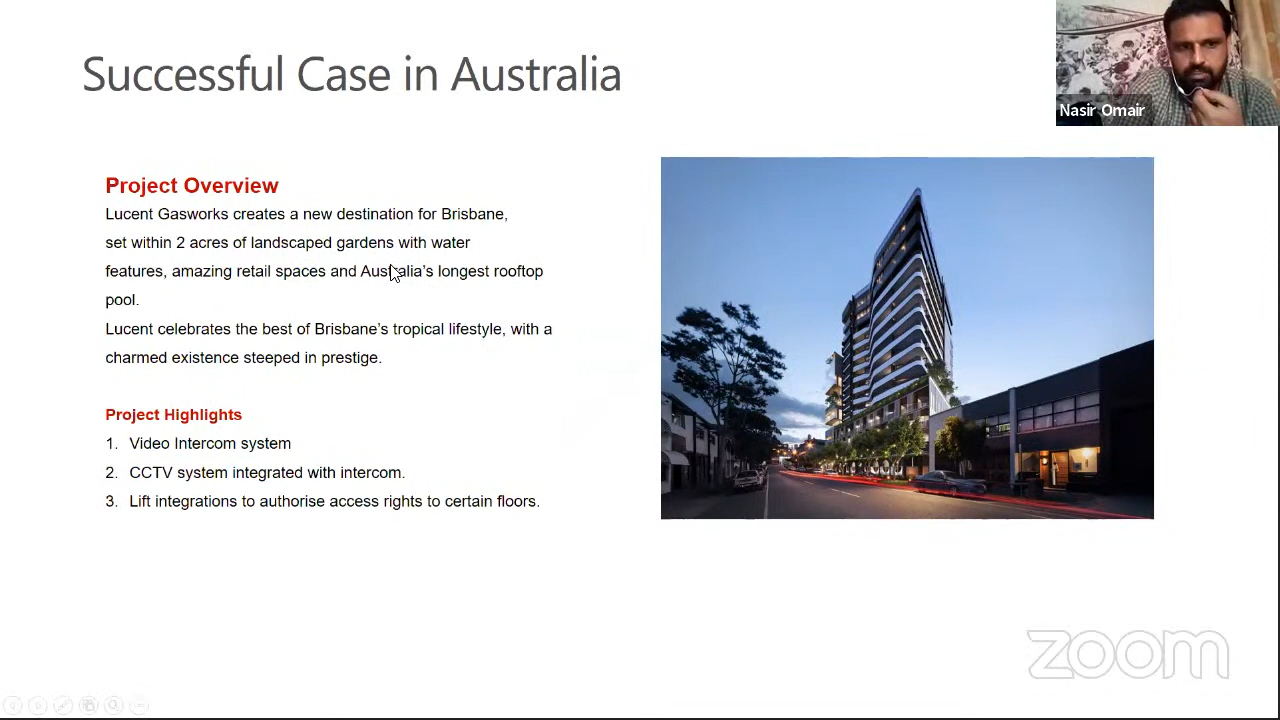 Successful Case in Australia
Nasir Omair
Project Overview
Lucent Gasworks creates a new destination for Brisbane,
set within 2 acres of landscaped gardens with water
features, amazing retail spaces and Australia’s longest rooftop
pool.
Lucent celebrates the best of Brisbane’s tropical lifestyle, with a
charmed existence steeped in prestige.
Project Highlights
1. Video Intercom system
2. CCTV system integrated with intercom.
3. Lift integrations to authorise access rights to certain floors.
zoom